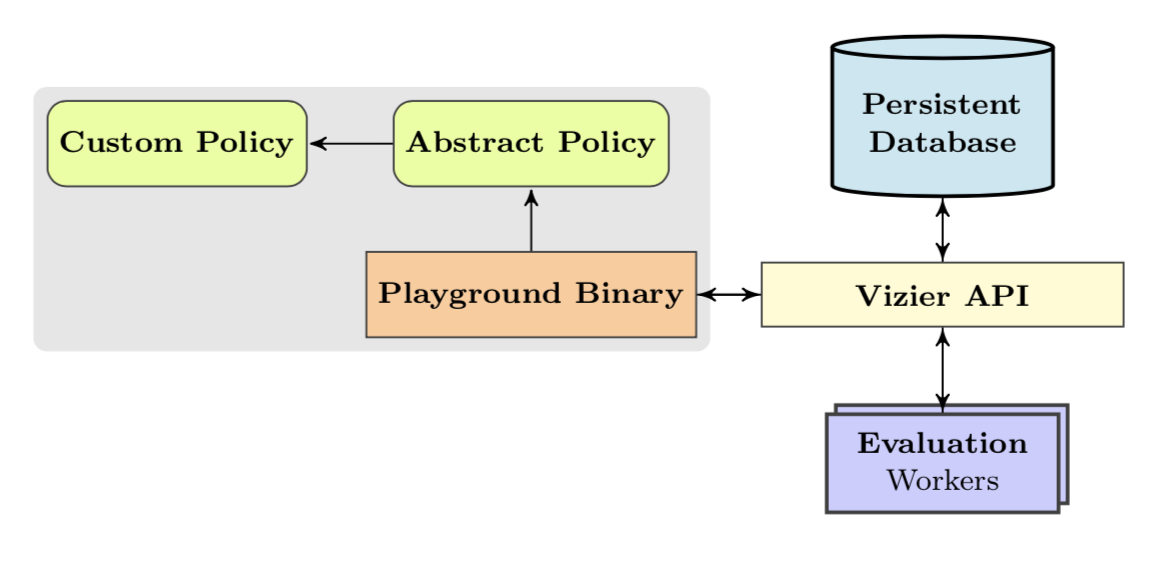 Persistent
Database
Custom Policy
Abstract Policy
Playground Binary
Vizier API
Evaluation
Workers